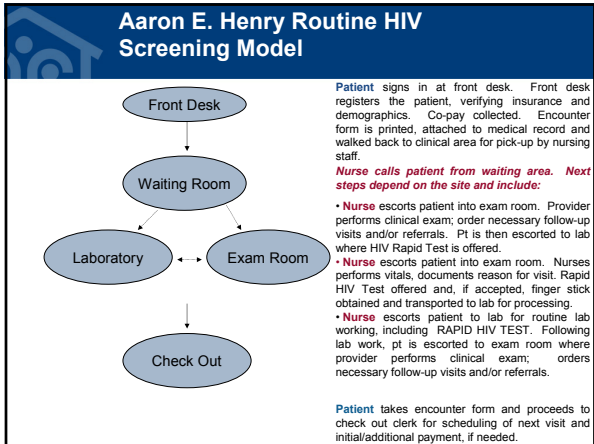 Aaron E. Henry Routine HIV
Screening Model
Front Desk
Waiting Room
Laboratory
Exam Room
Check Out
Patient signs in at front desk. Front desk
registers the patient, verifying insurance and
demographics. Co-pay collected. Encounter
form is printed, attached to medical record and
walked back to clinical area for pick-up by nursing
staff.
Nurse calls patient from waiting area. Next
steps depend on the site and include:
• Nurse escorts patient into exam room. Provider
performs clinical exam; order necessary follow-up
visits and/or referrals. Pt is then escorted to lab
where HIV Rapid Test is offered.
• Nurse escorts patient into exam room. Nurses
performs vitals, documents reason for visit. Rapid
HIV Test offered and, if accepted, finger stick
obtained and transported to lab for processing.
• Nurse escorts patient to lab for routine lab
working, including RAPID HIV TEST. Following
lab work, pt is escorted to exam room where
provider performs clinical exam; orders
necessary follow-up visits and/or referrals.
Patient takes encounter form and proceeds to
check out clerk for scheduling of next visit and
initial/additional payment, if needed.